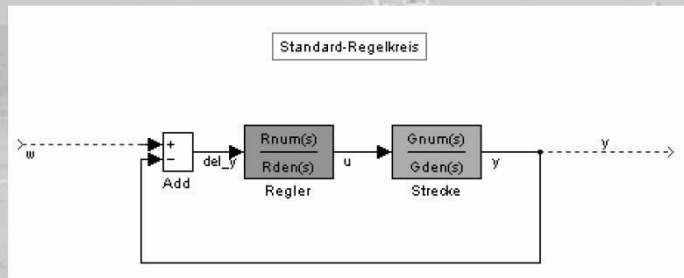 Standard-Regelkreis
w
+
−
Add
del_y
Rnum(s)
Rden(s)
Regler
u
Gnum(s)
Gden(s)
Strecke
y
y